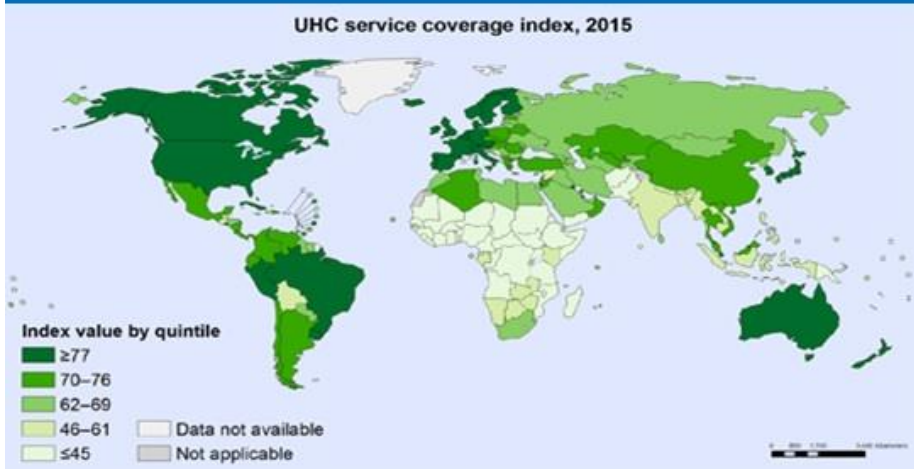 UHC service coverage index, 2015
Index value by quintile
≥77
70–76
62–69
46–61
≤45
Data not available
Not applicable